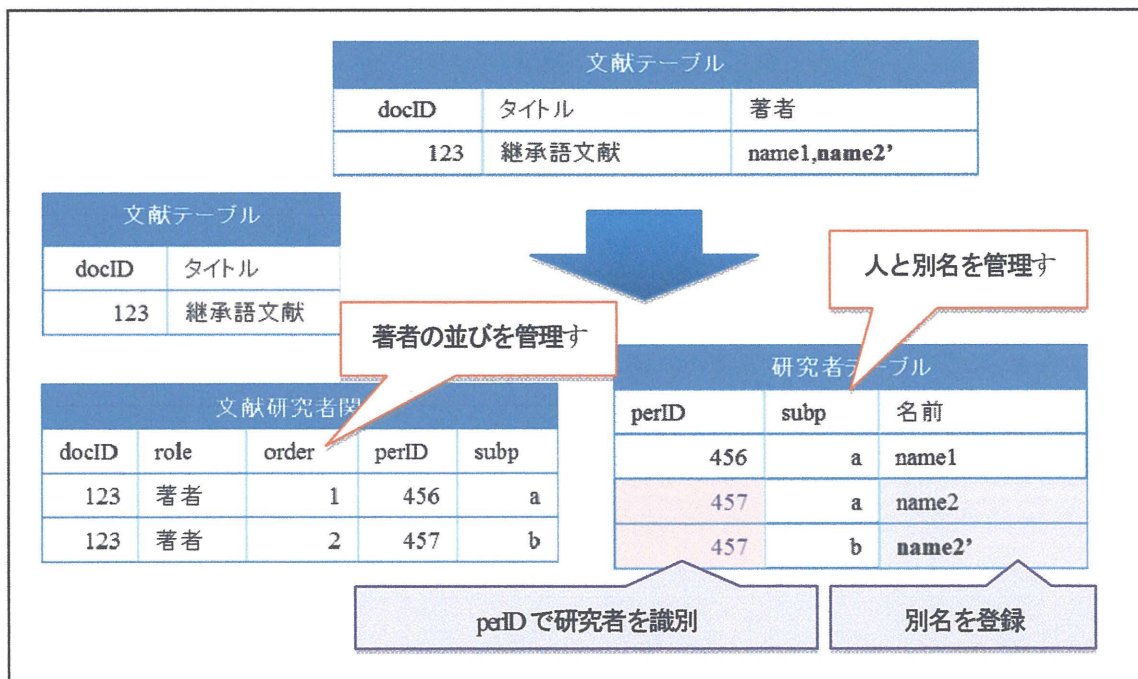 文献テーブル
docID タイトル 著者
123 継承語文献 name1,name2’
文献テーブル
docID タイトル
123 継承語文献
人と別名を管理す
著者の並びを管理す
文献研究者関
docID role order perID subp
123 著者 1 456 a
123 著者 2 457 b
研究者テーブル
perID subp 名前
456 a name1
457 a name2
457 b name2’
perIDで研究者を識別
別名を登録